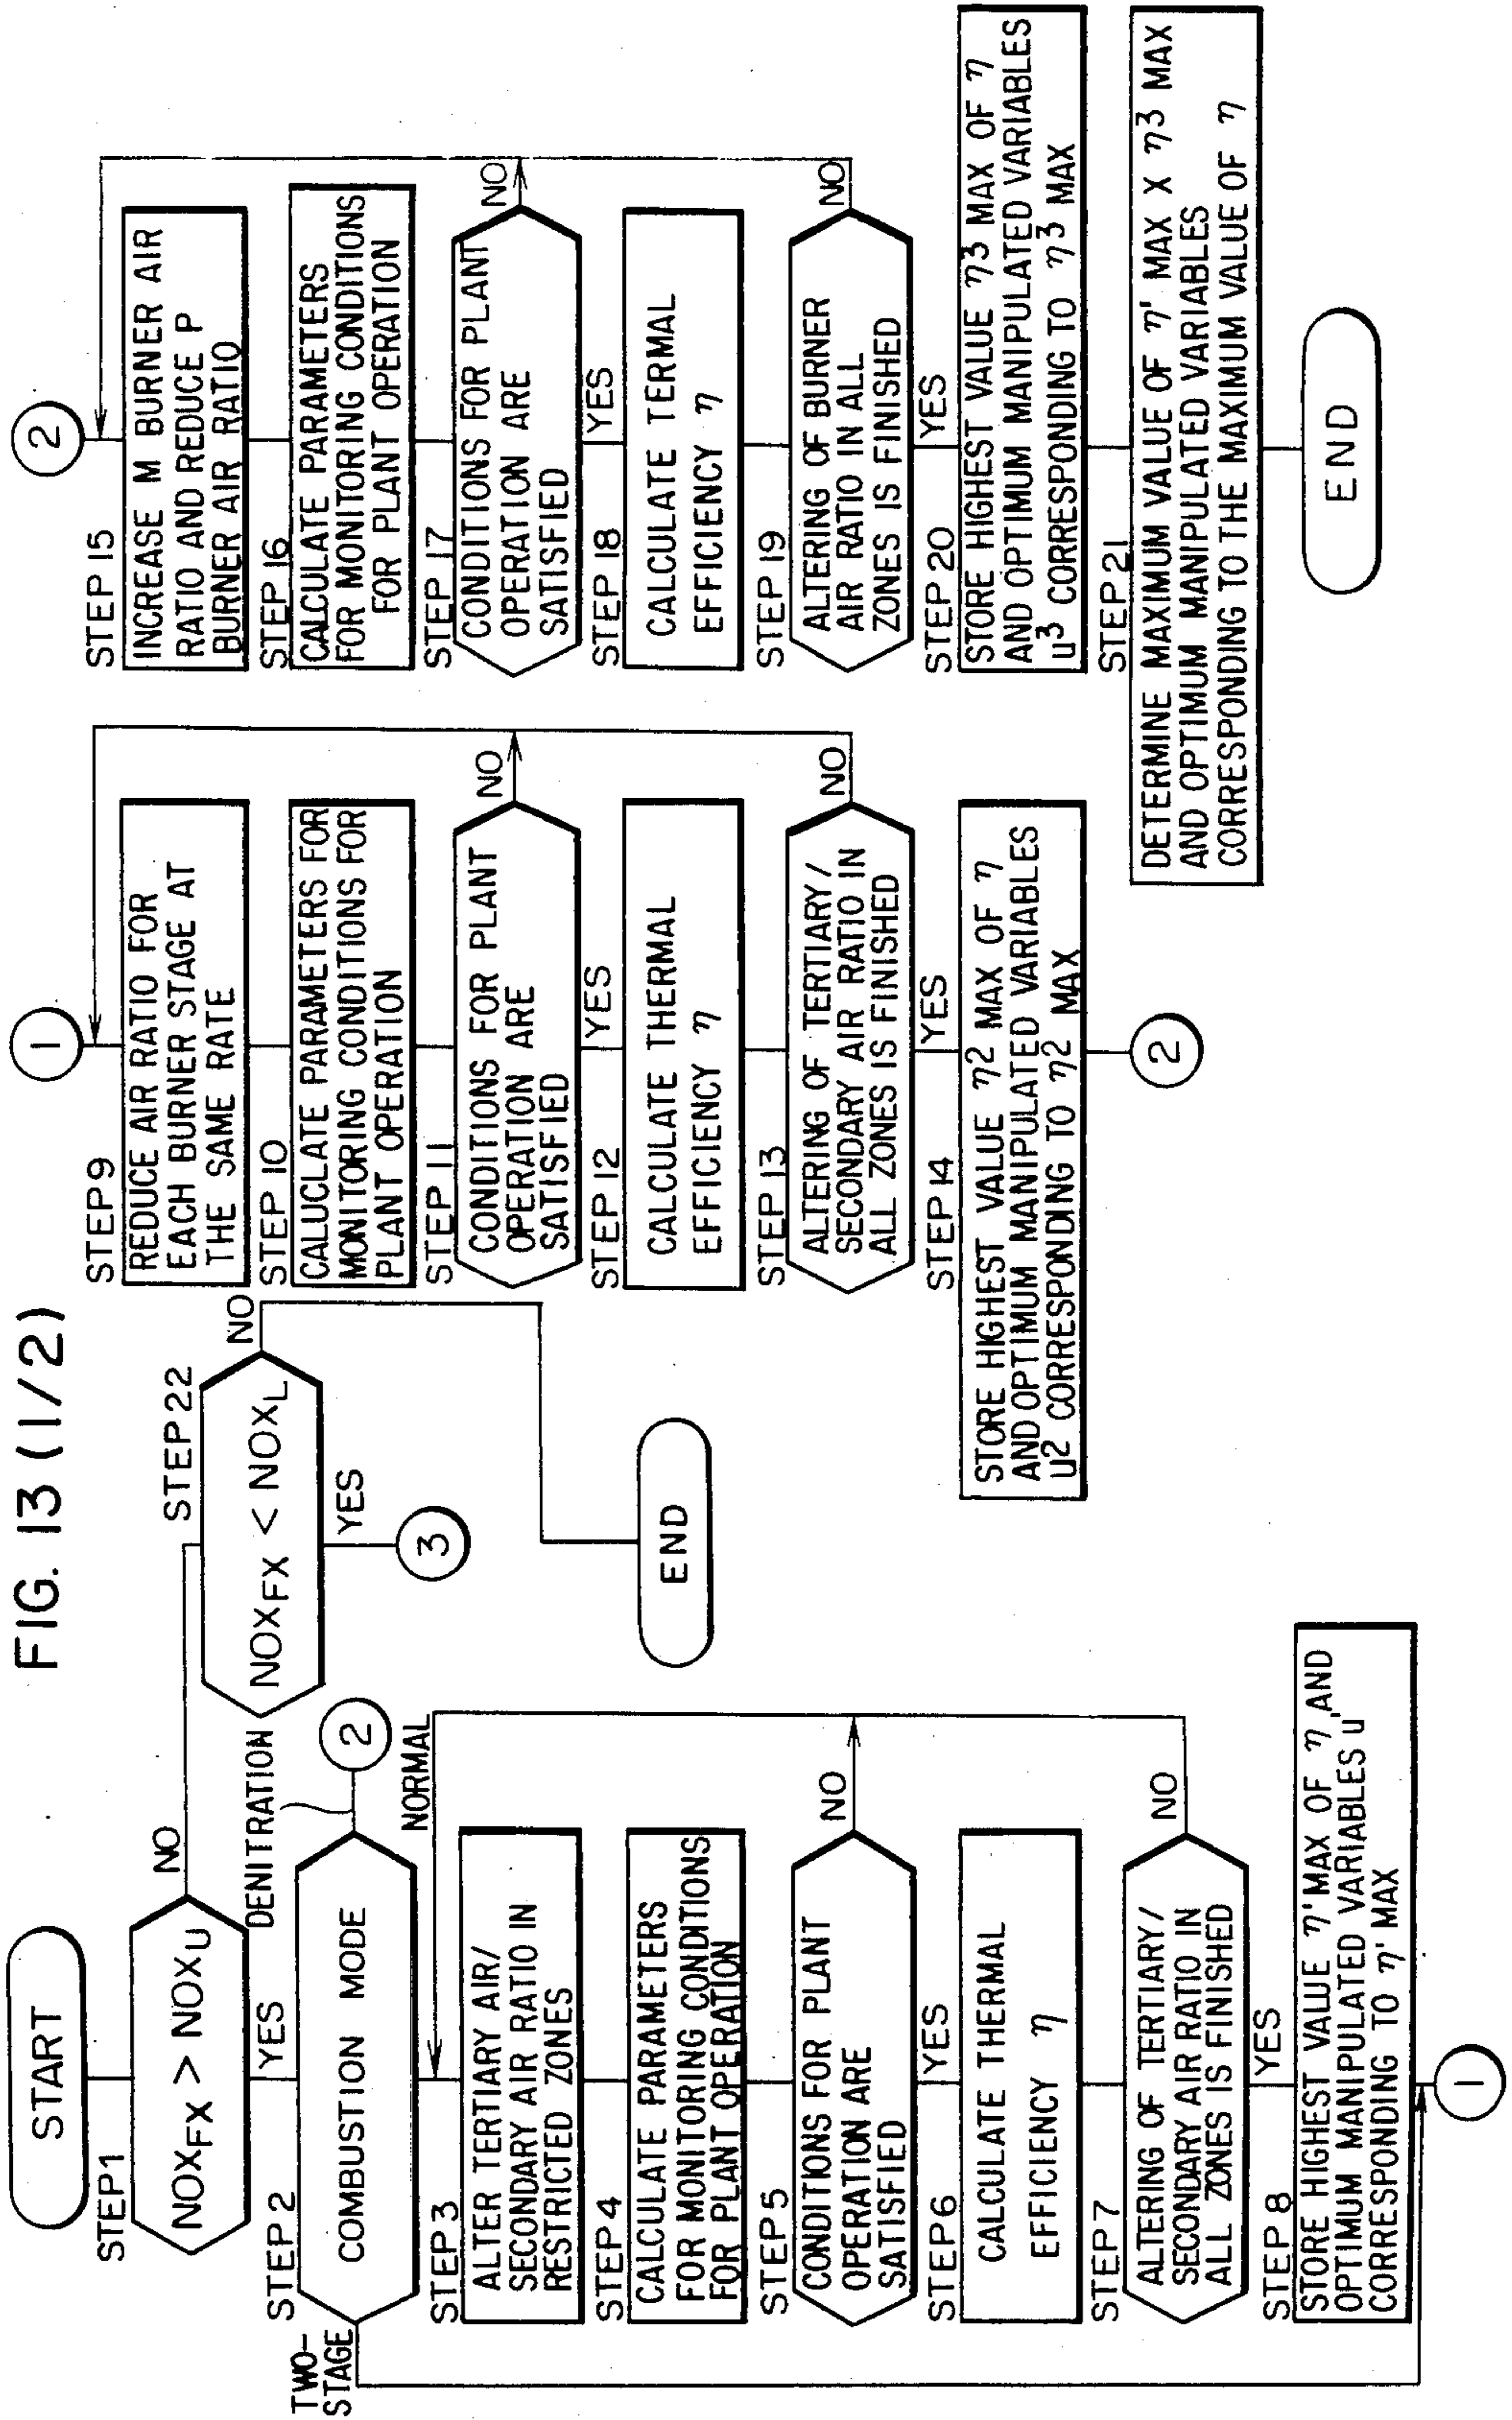 FIG. 13 (1/2)
START
STEP 1
NOXFX > NOXU
NO
YES
STEP 2
COMBUSTION MODE
DENITRATION
2
TWO-
STAGE
NORMAL
STEP 3
ALTER TERTIARY AIR/
SECONDARY AIR RATIO IN
RESTRICTED ZONES
STEP 4
CALCULATE PARAMETERS
FOR MONITORING CONDITIONS
FOR PLANT OPERATION
STEP 5
CONDITIONS FOR PLANT
OPERATION ARE
SATISFIED
NO
YES
STEP 6
CALCULATE THERMAL
EFFICIENCY η
STEP 7
ALTERING OF TERTIARY/
SECONDARY AIR RATIO IN
ALL ZONES IS FINISHED
NO
YES
STEP 8
STORE HIGHEST VALUE η' MAX OF η AND
OPTIMUM MANIPULATED VARIABLES u'
CORRESPONDING TO η' MAX
1
STEP 22
NOXFX < NOXL
NO
YES
3
END
1
STEP 9
REDUCE AIR RATIO FOR
EACH BURNER STAGE AT
THE SAME RATE
STEP 10
CALUCLATE PARAMETERS FOR
MONITORING CONDITIONS FOR
PLANT OPERATION
STEP 11
CONDITIONS FOR PLANT
OPERATION ARE
SATISFIED
NO
YES
STEP 12
CALCULATE THERMAL
EFFICIENCY η
STEP 13
ALTERING OF TERTIARY/
SECONDARY AIR RATIO IN
ALL ZONES IS FINISHED
NO
YES
STEP 14
STORE HIGHEST VALUE η2 MAX OF η
AND OPTIMUM MANIPULATED VARIABLES
u2 CORRESPONDING TO η2 MAX
2
2
STEP 15
INCREASE M BURNER AIR
RATIO AND REDUCE P
BURNER AIR RATIO
STEP 16
CALCULATE PARAMETERS
FOR MONITORING CONDITIONS
FOR PLANT OPERATION
STEP 17
CONDITIONS FOR PLANT
OPERATION ARE
SATISFIED
NO
YES
STEP 18
CALCULATE TERMAL
EFFICIENCY η
STEP 19
ALTERING OF BURNER
AIR RATIO IN ALL
ZONES IS FINISHED
NO
YES
STEP 20
STORE HIGHEST VALUE η3 MAX OF η
AND OPTIMUM MANIPULATED VARIABLES
u3 CORRESPONDING TO η3 MAX
STEP 21
DETERMINE MAXIMUM VALUE OF η' MAX X η3 MAX
AND OPTIMUM MANIPULATED VARIABLES
CORRESPONDING TO THE MAXIMUM VALUE OF η
END